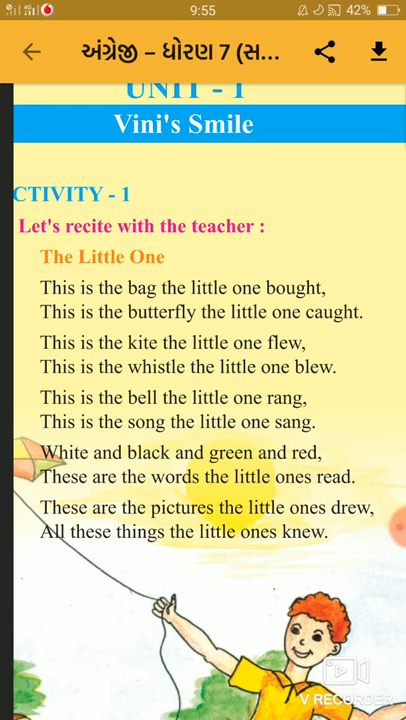 9:55
42%
અંગ્રેજી – ધોરણ 7 (સ...
UNIT - 1
Vini's Smile
CTIVITY - 1
Let's recite with the teacher :
The Little One
This is the bag the little one bought,
This is the butterfly the little one caught.
This is the kite the little one flew,
This is the whistle the little one blew.
This is the bell the little one rang,
This is the song the little one sang.
White and black and green and red,
These are the words the little ones read.
These are the pictures the little ones drew,
All these things the little ones knew.
V RECORDER